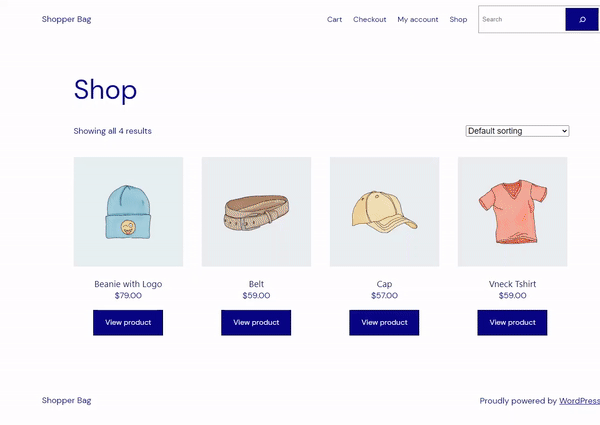 Shopper Bag
Cart Checkout My account Shop Search
Shop
Showing all 4 results
Default sorting
Beanie with Logo Belt Cap Vneck Tshirt
$79.00 $59.00 $57.00 $59.00
View product View product View product View product
Shopper Bag
Proudly powered by WordPress